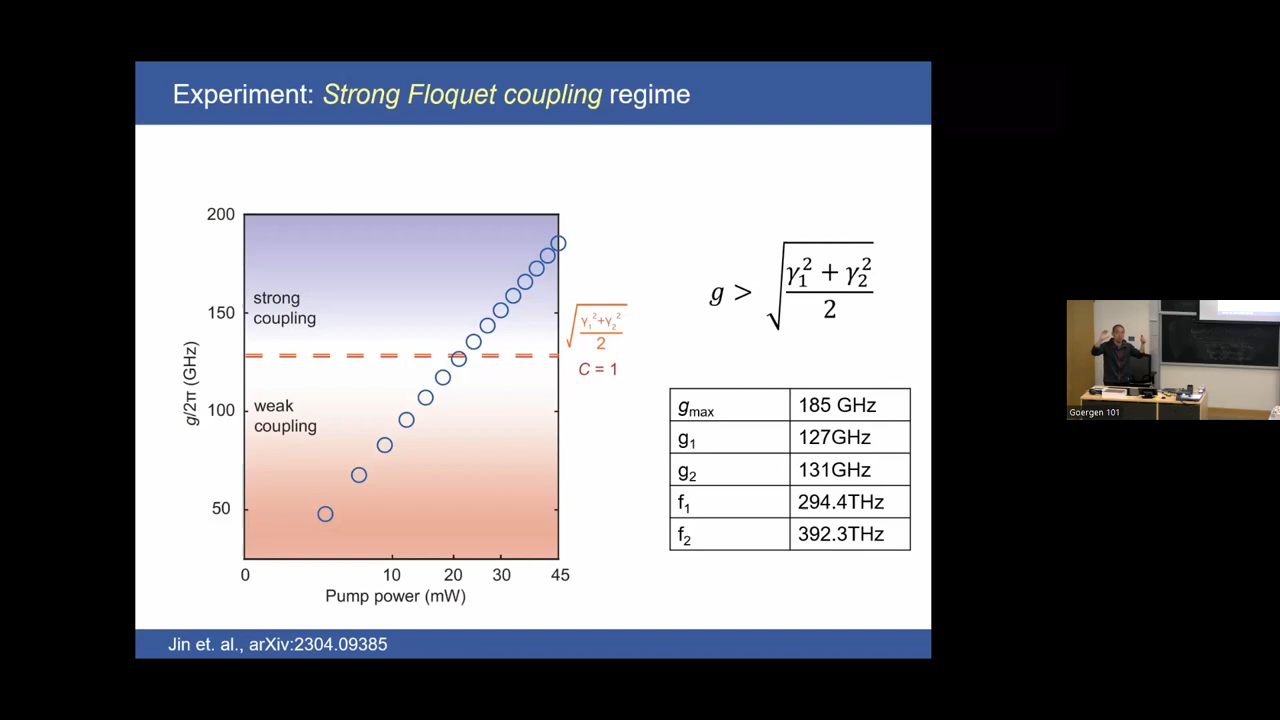 Experiment: Strong Floquet coupling regime
200
150
100
50
g/2π (GHz)
strong
coupling
weak
coupling
√((γ₁² + γ₂²)/2)
C = 1
0 10 20 30 45
Pump power (mW)
g > √((γ₁² + γ₂²)/2)
gmax 185 GHz
g₁ 127GHz
g₂ 131GHz
f₁ 294.4THz
f₂ 392.3THz
Jin et. al., arXiv:2304.09385
Goergen 101